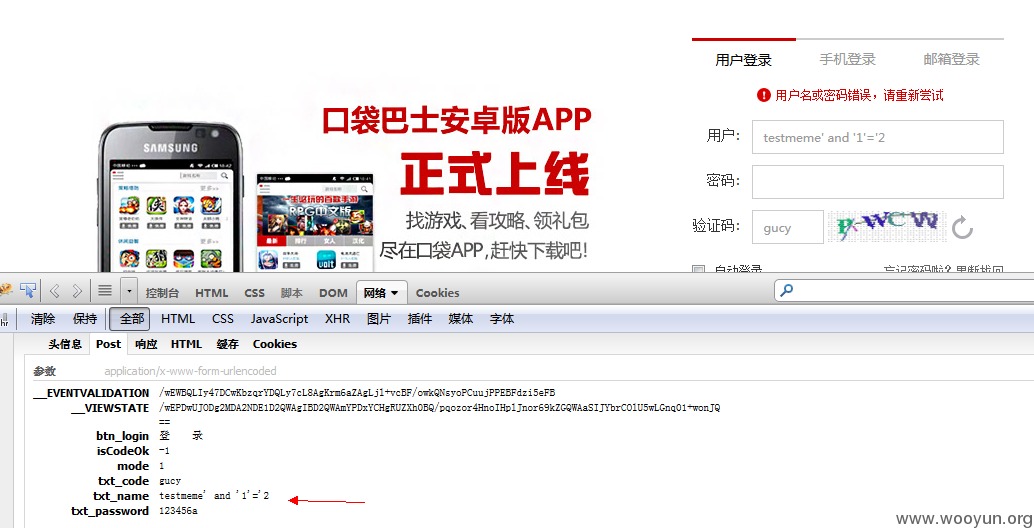 用户登录 手机登录 邮箱登录
用户名或密码错误，请重新尝试
口袋巴士安卓版APP
正式上线
找游戏、看攻略、领礼包
尽在口袋APP,赶快下载吧!
SAMSUNG
用户： testmeme' and '1'='2
密码：
验证码： gucy
自动登录 忘记密码啦?果断找回
控制台 HTML CSS 脚本 DOM 网络 Cookies
清除 保持 全部 HTML CSS JavaScript XHR 图片 插件 媒体 字体
头信息 Post 响应 HTML 缓存 Cookies
参数 application/x-www-form-urlencoded
__EVENTVALIDATION /wEWBQLIy47DCwKbzqrYDQLy7cL8AgKrm6aZAgLjl+vcBF/owkQNsyoPCuujPPEBFdzi5eFB
__VIEWSTATE /wEPDwUJODg2MDA2NDE1D2QWAgIBD2QWAmYPDxYCHgRUZXh0BQ/pqozor4HnoIHplJnor69kZGQWAaSIJYbrC0lU5wLGnq01+wonJQ
==
btn_login 登 录
isCodeOk -1
mode 1
txt_code gucy
txt_name testmeme' and '1'='2
txt_password 123456a
www.wooyun.org